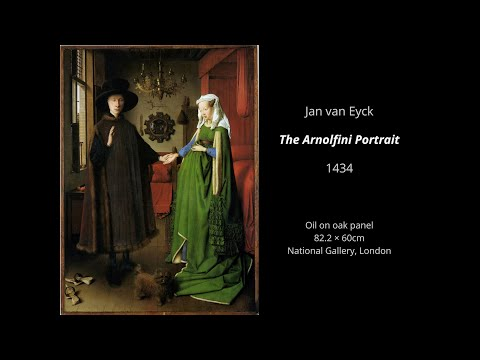 Jan van Eyck
The Arnolfini Portrait
1434
Oil on oak panel
82.2 × 60cm
National Gallery, London